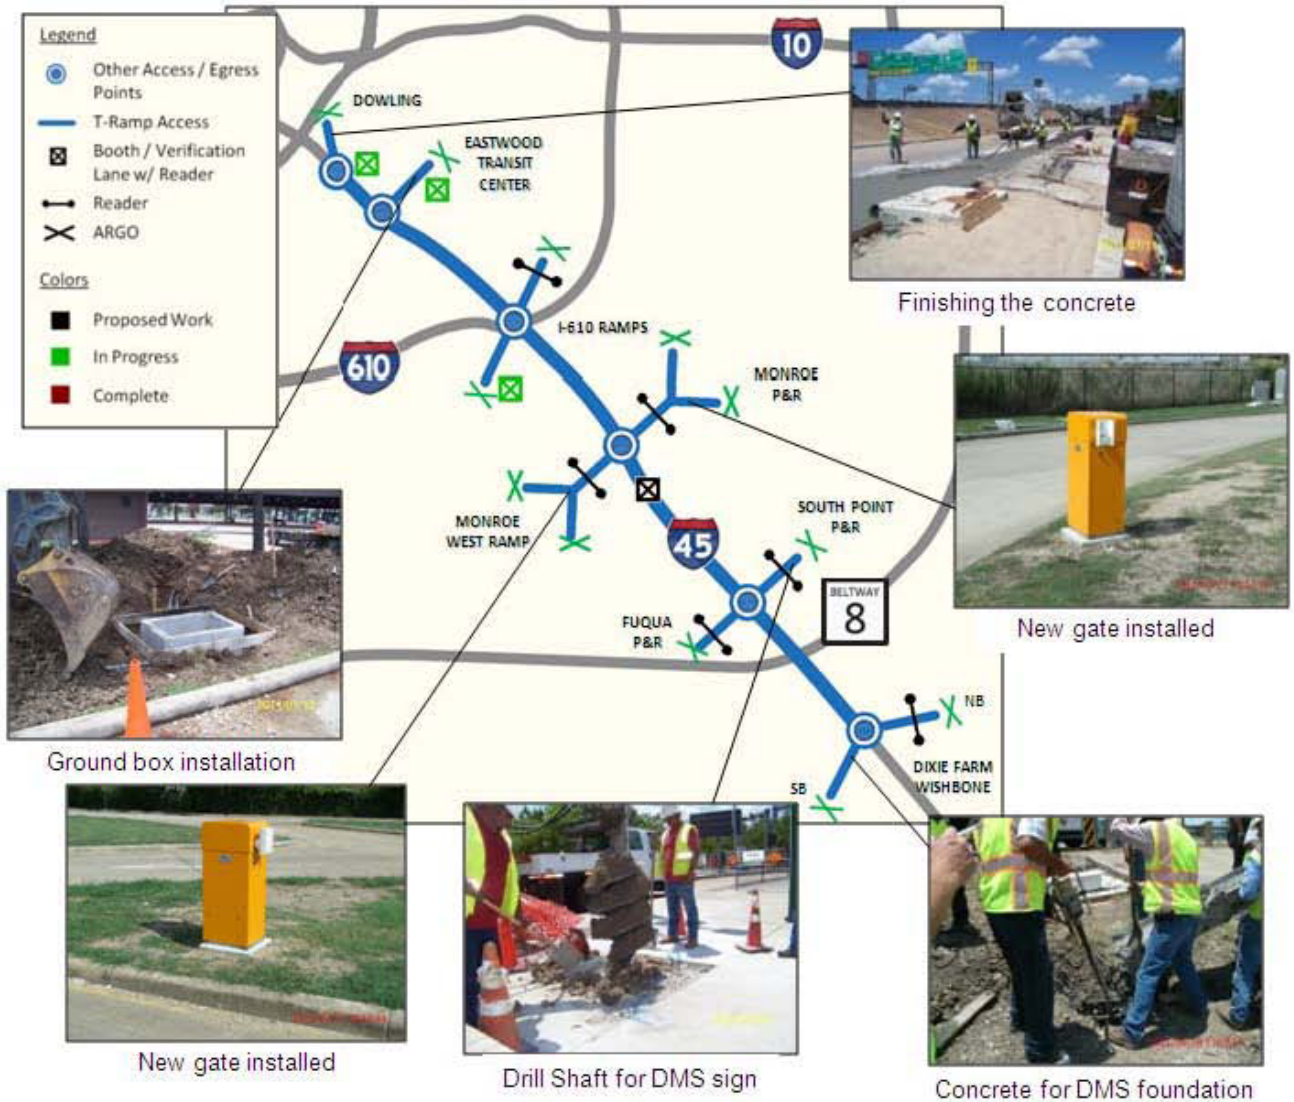 Legend
Other Access / Egress
Points
T-Ramp Access
Booth / Verification
Lane w/ Reader
Reader
ARGO
Colors
Proposed Work
In Progress
Complete
10
DOWLING
EASTWOOD
TRANSIT
CENTER
Finishing the concrete
610
I-610 RAMPS
MONROE
P&R
New gate installed
MONROE
WEST RAMP
45
SOUTH POINT
P&R
BELTWAY
8
FUQUA
P&R
NB
DIXIE FARM
WISHBONE
SB
Ground box installation
New gate installed
Drill Shaft for DMS sign
Concrete for DMS foundation